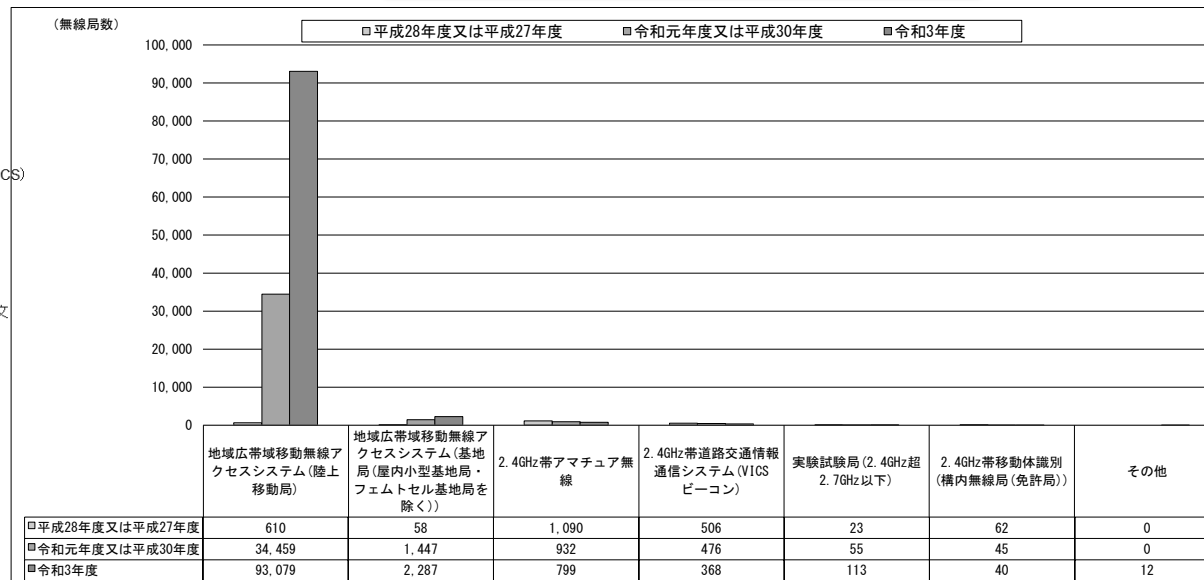 (無線局数)
□平成28年度又は平成27年度 ■令和元年度又は平成30年度 ■令和3年度
100,000
90,000
80,000
70,000
60,000
50,000
40,000
30,000
20,000
10,000
0
CS)
文
地域広帯域移動無線ア
クセスシステム(陸上
移動局)
地域広帯域移動無線ア
クセスシステム(基地
局(屋内小型基地局・
フェムトセル基地局を
除く))
2.4GHz帯アマチュア無
線
2.4GHz帯道路交通情報
通信システム(VICS
ビーコン)
実験試験局(2.4GHz超
2.7GHz以下)
2.4GHz帯移動体識別
(構内無線局(免許局))
その他
□平成28年度又は平成27年度 610 58 1,090 506 23 62 0
■令和元年度又は平成30年度 34,459 1,447 932 476 55 45 0
■令和3年度 93,079 2,287 799 368 113 40 12